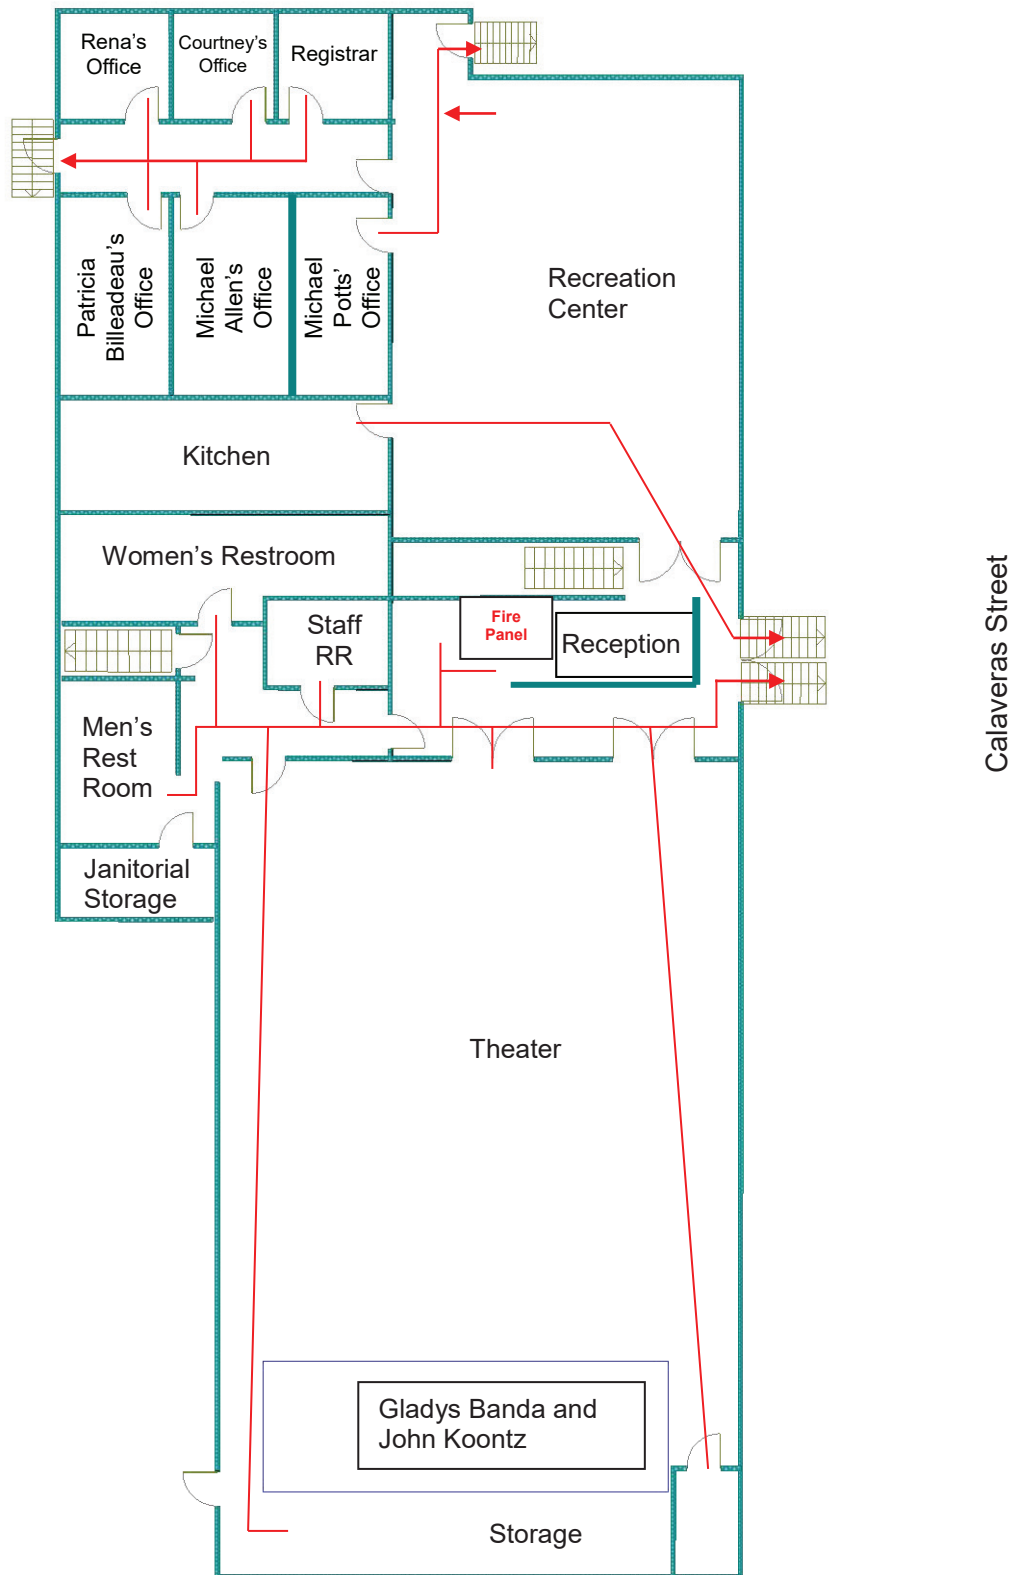 Rena’s
Office
Courtney’s
Office
Registrar
Patricia
Billeadeau’s
Office
Michael
Allen’s
Office
Michael
Potts’
Office
Recreation
Center
Kitchen
Women’s Restroom
Staff
RR
Fire
Panel
Reception
Calaveras Street
Men’s
Rest
Room
Janitorial
Storage
Theater
Gladys Banda and
John Koontz
Storage